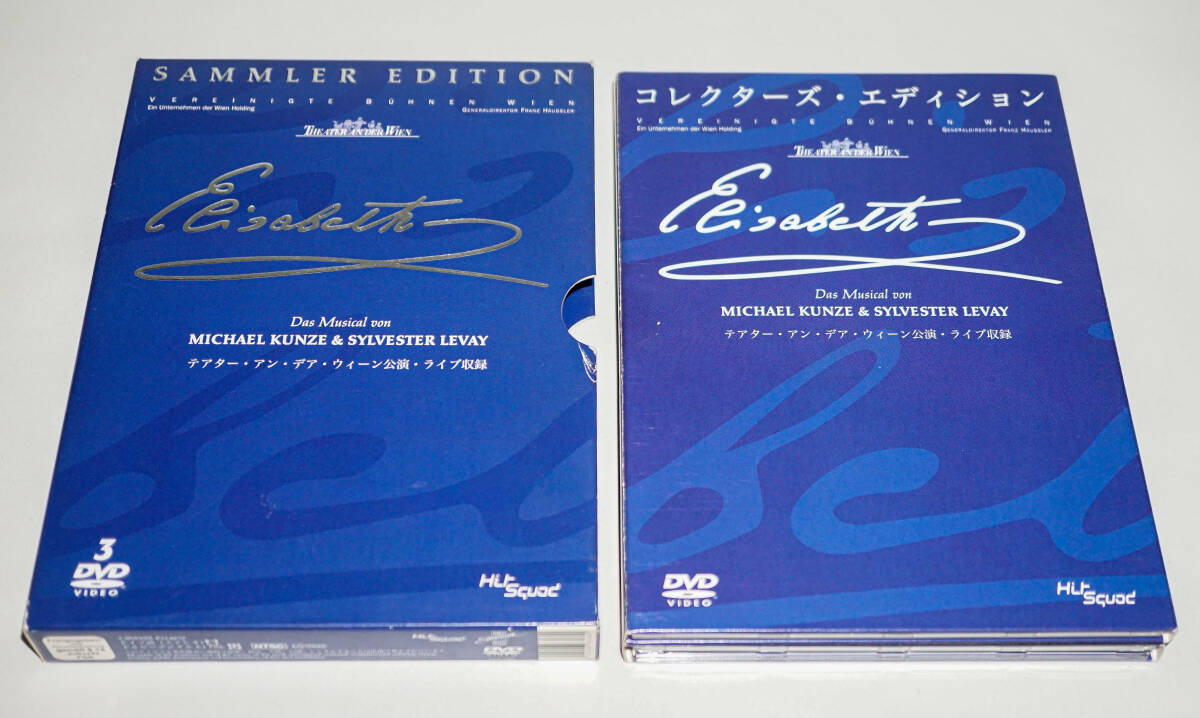 SAMMLER EDITION
VEREINIGTE BÜHNEN WIEN
Ein Unternehmen der Wien Holding
GENERALDIREKTOR FRANZ HÄUSSLER
THEATER AN DER WIEN
Elisabeth
Das Musical von
MICHAEL KUNZE & SYLVESTER LEVAY
テアター・アン・デア・ウィーン公演・ライブ収録
3
DVD
VIDEO
HitSquad
NTSC
HitSquad
DVD
コレクターズ・エディション
VEREINIGTE BÜHNEN WIEN
Ein Unternehmen der Wien Holding
GENERALDIREKTOR FRANZ HÄUSSLER
THEATER AN DER WIEN
Elisabeth
Das Musical von
MICHAEL KUNZE & SYLVESTER LEVAY
テアター・アン・デア・ウィーン公演・ライブ収録
DVD
VIDEO
HitSquad